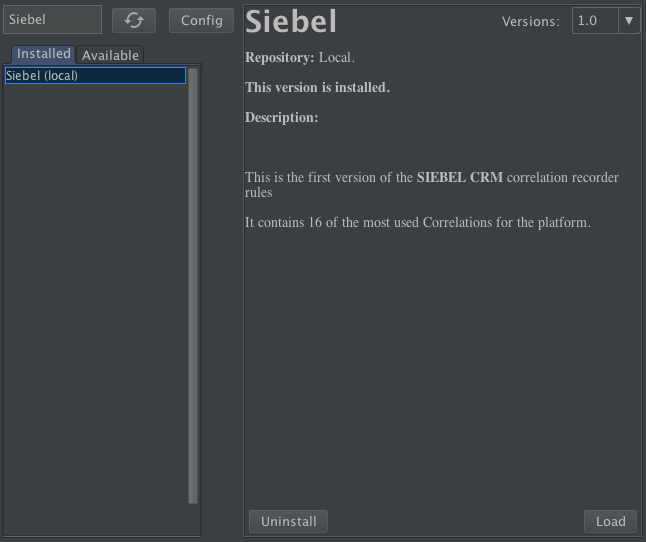 Siebel
Config
Installed
Available
Siebel (local)
Siebel
Versions:
1.0
Repository: Local.
This version is installed.
Description:
This is the first version of the SIEBEL CRM correlation recorder
rules
It contains 16 of the most used Correlations for the platform.
Uninstall
Load